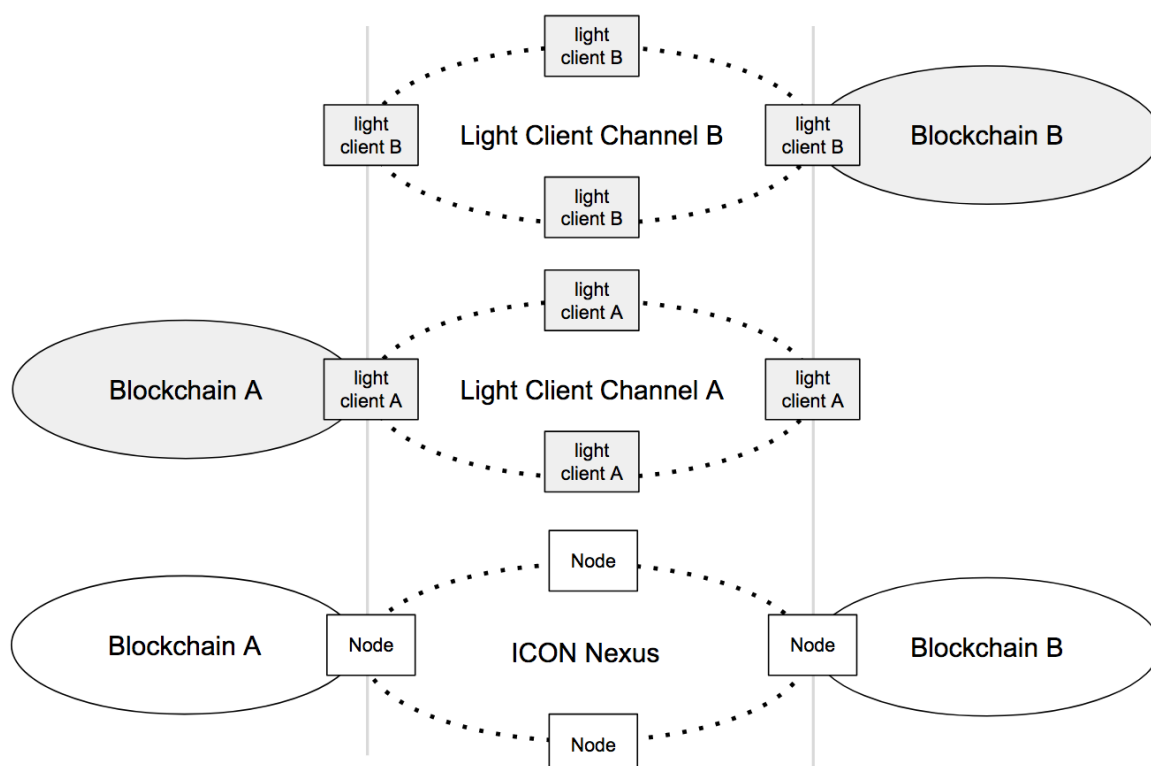 light
client B
light
client B
Light Client Channel B
light
client B
Blockchain B
light
client B
light
client A
Blockchain A
light
client A
Light Client Channel A
light
client A
light
client A
Node
Blockchain A
Node
ICON Nexus
Node
Blockchain B
Node